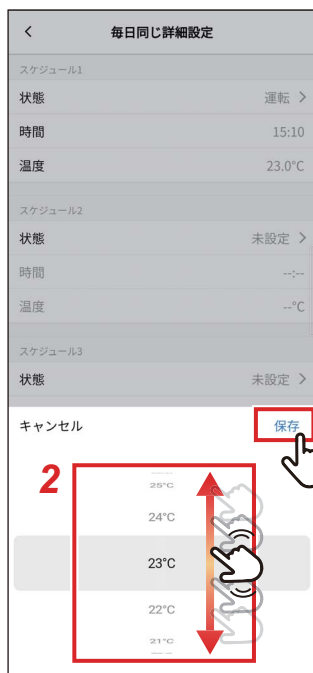 毎日同じ詳細設定
スケジュール1
状態 運転
時間 15:10
温度 23.0°C
スケジュール2
状態 未設定
時間 --:--
温度 --°C
スケジュール3
状態 未設定
キャンセル 保存
2
25°C
24°C
23°C
22°C
21°C